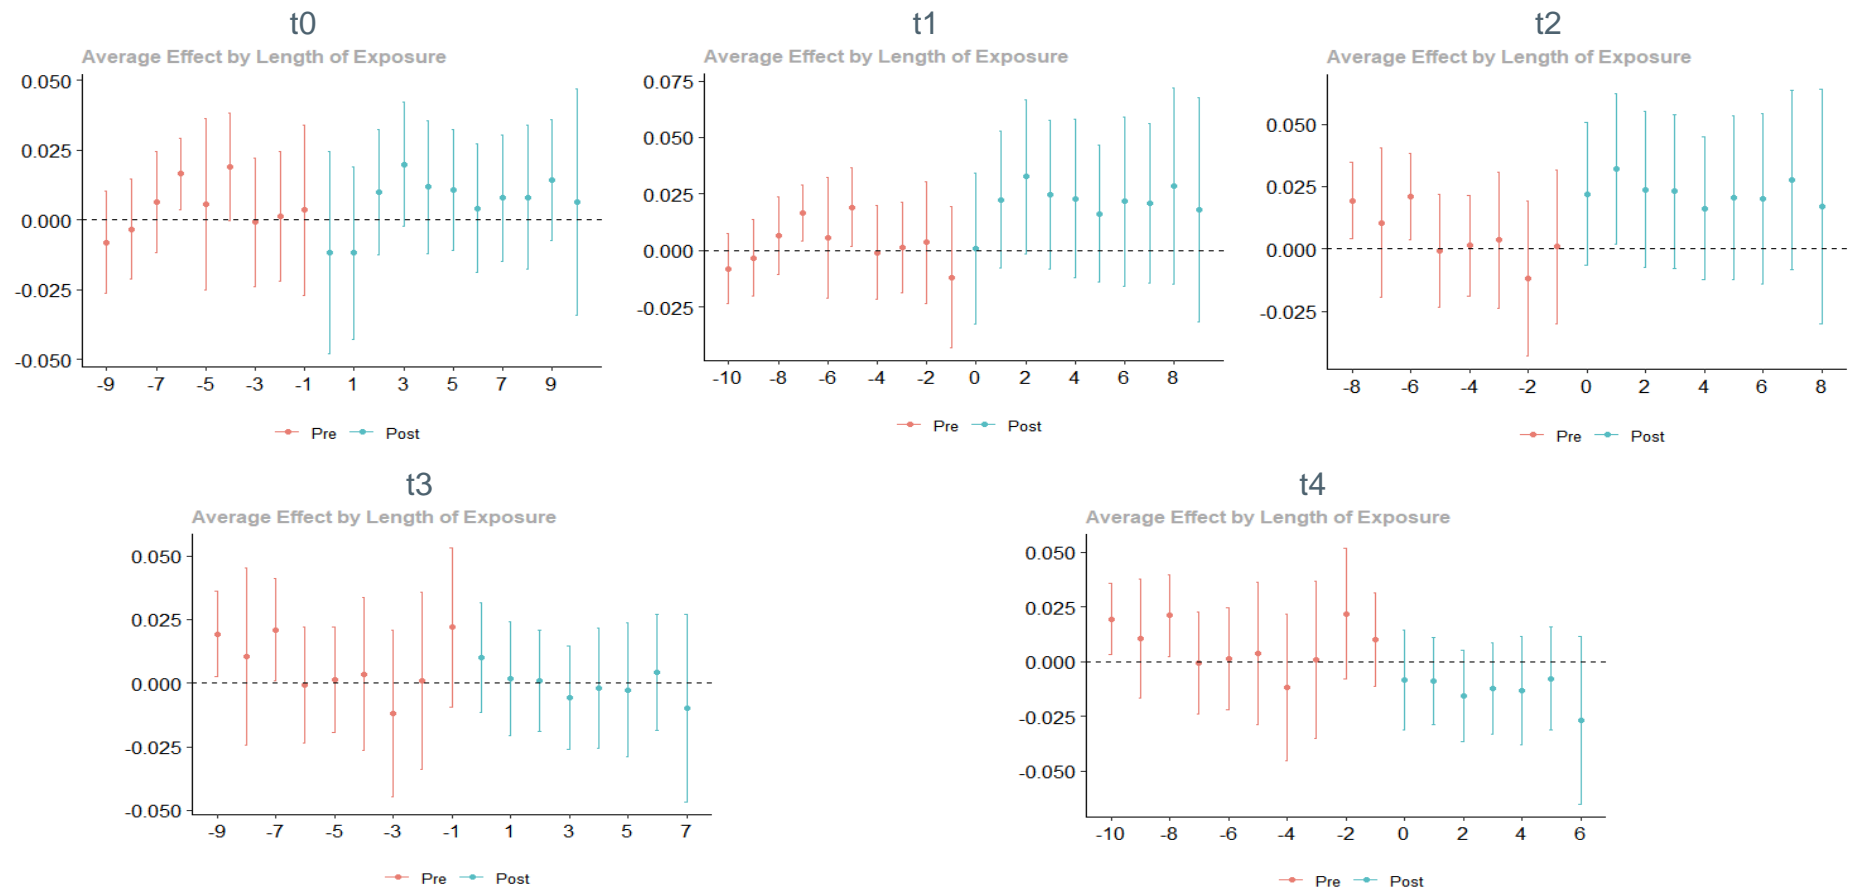 t0
Average Effect by Length of Exposure
0.050
0.025
0.000
-0.025
-0.050
-9 -7 -5 -3 -1 1 3 5 7 9
Pre Post
t1
Average Effect by Length of Exposure
0.075
0.050
0.025
0.000
-0.025
-10 -8 -6 -4 -2 0 2 4 6 8
Pre Post
t2
Average Effect by Length of Exposure
0.050
0.025
0.000
-0.025
-8 -6 -4 -2 0 2 4 6 8
Pre Post
t3
Average Effect by Length of Exposure
0.050
0.025
0.000
-0.025
-0.050
-9 -7 -5 -3 -1 1 3 5 7
Pre Post
t4
Average Effect by Length of Exposure
0.050
0.025
0.000
-0.025
-0.050
-10 -8 -6 -4 -2 0 2 4 6
Pre Post